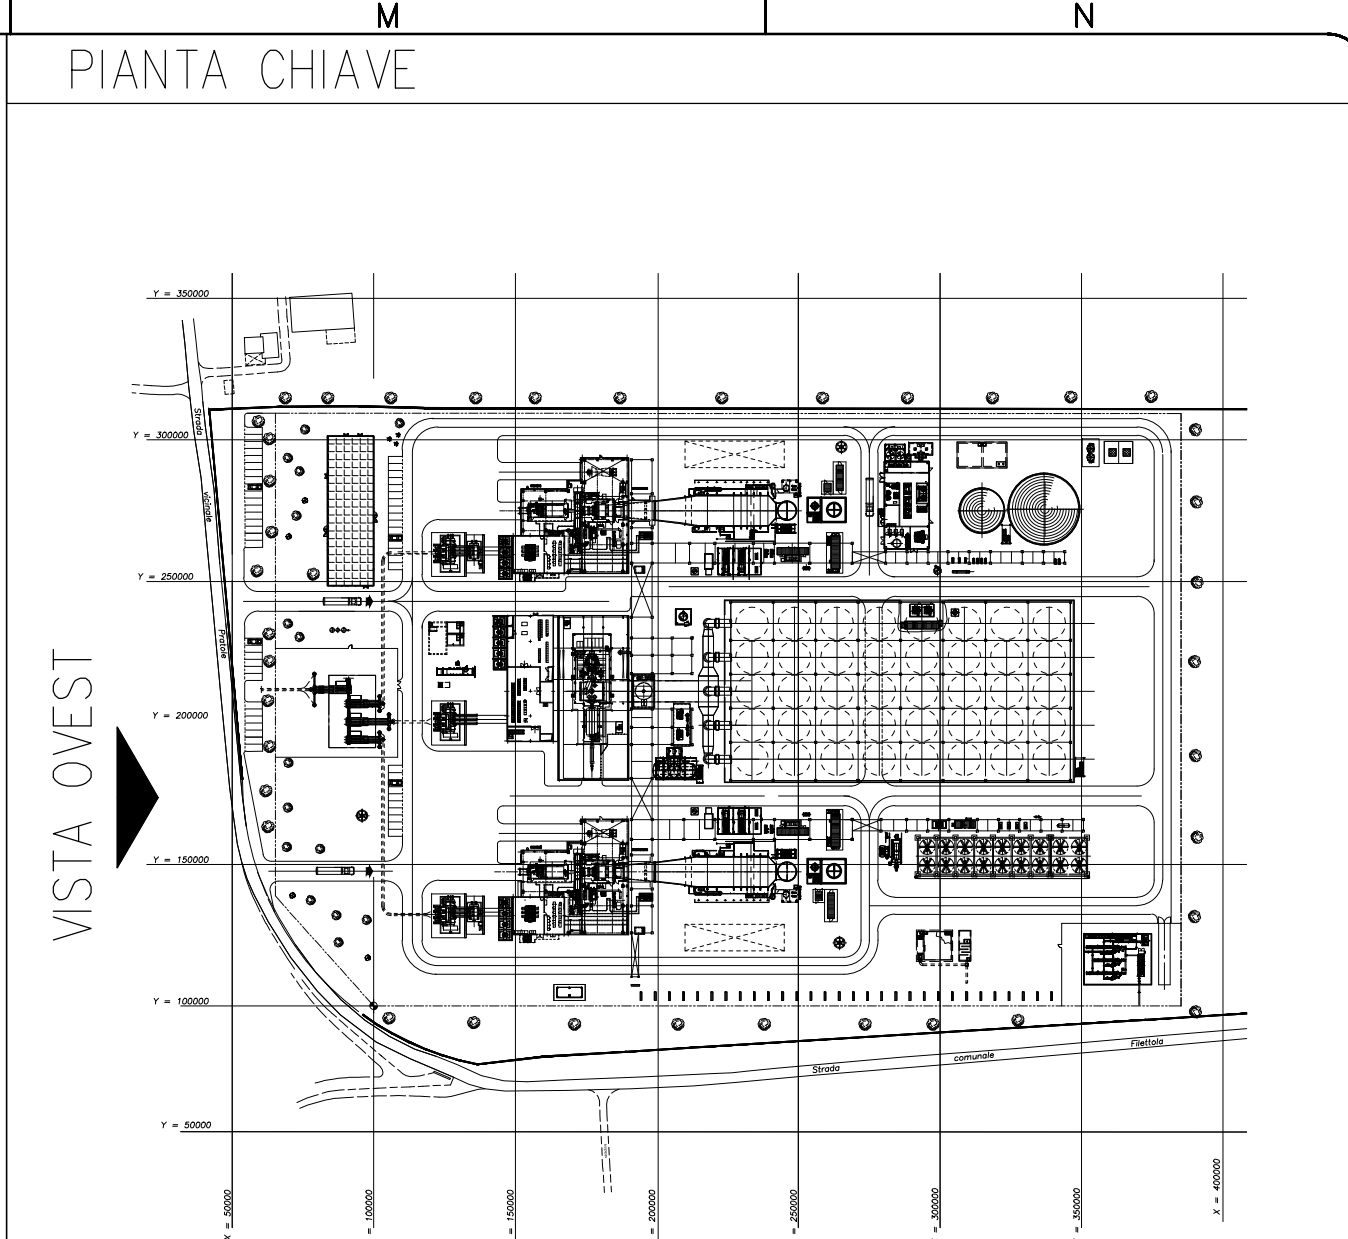 M
N
PIANTA CHIAVE
VISTA OVEST
Y = 350000
Y = 300000
Y = 250000
Y = 200000
Y = 150000
Y = 100000
Y = 50000
Strada
vicinale
Pratole
Strada
comunale
Filettola
X = 50000
= 100000
= 150000
= 200000
= 250000
= 300000
= 350000
X = 400000